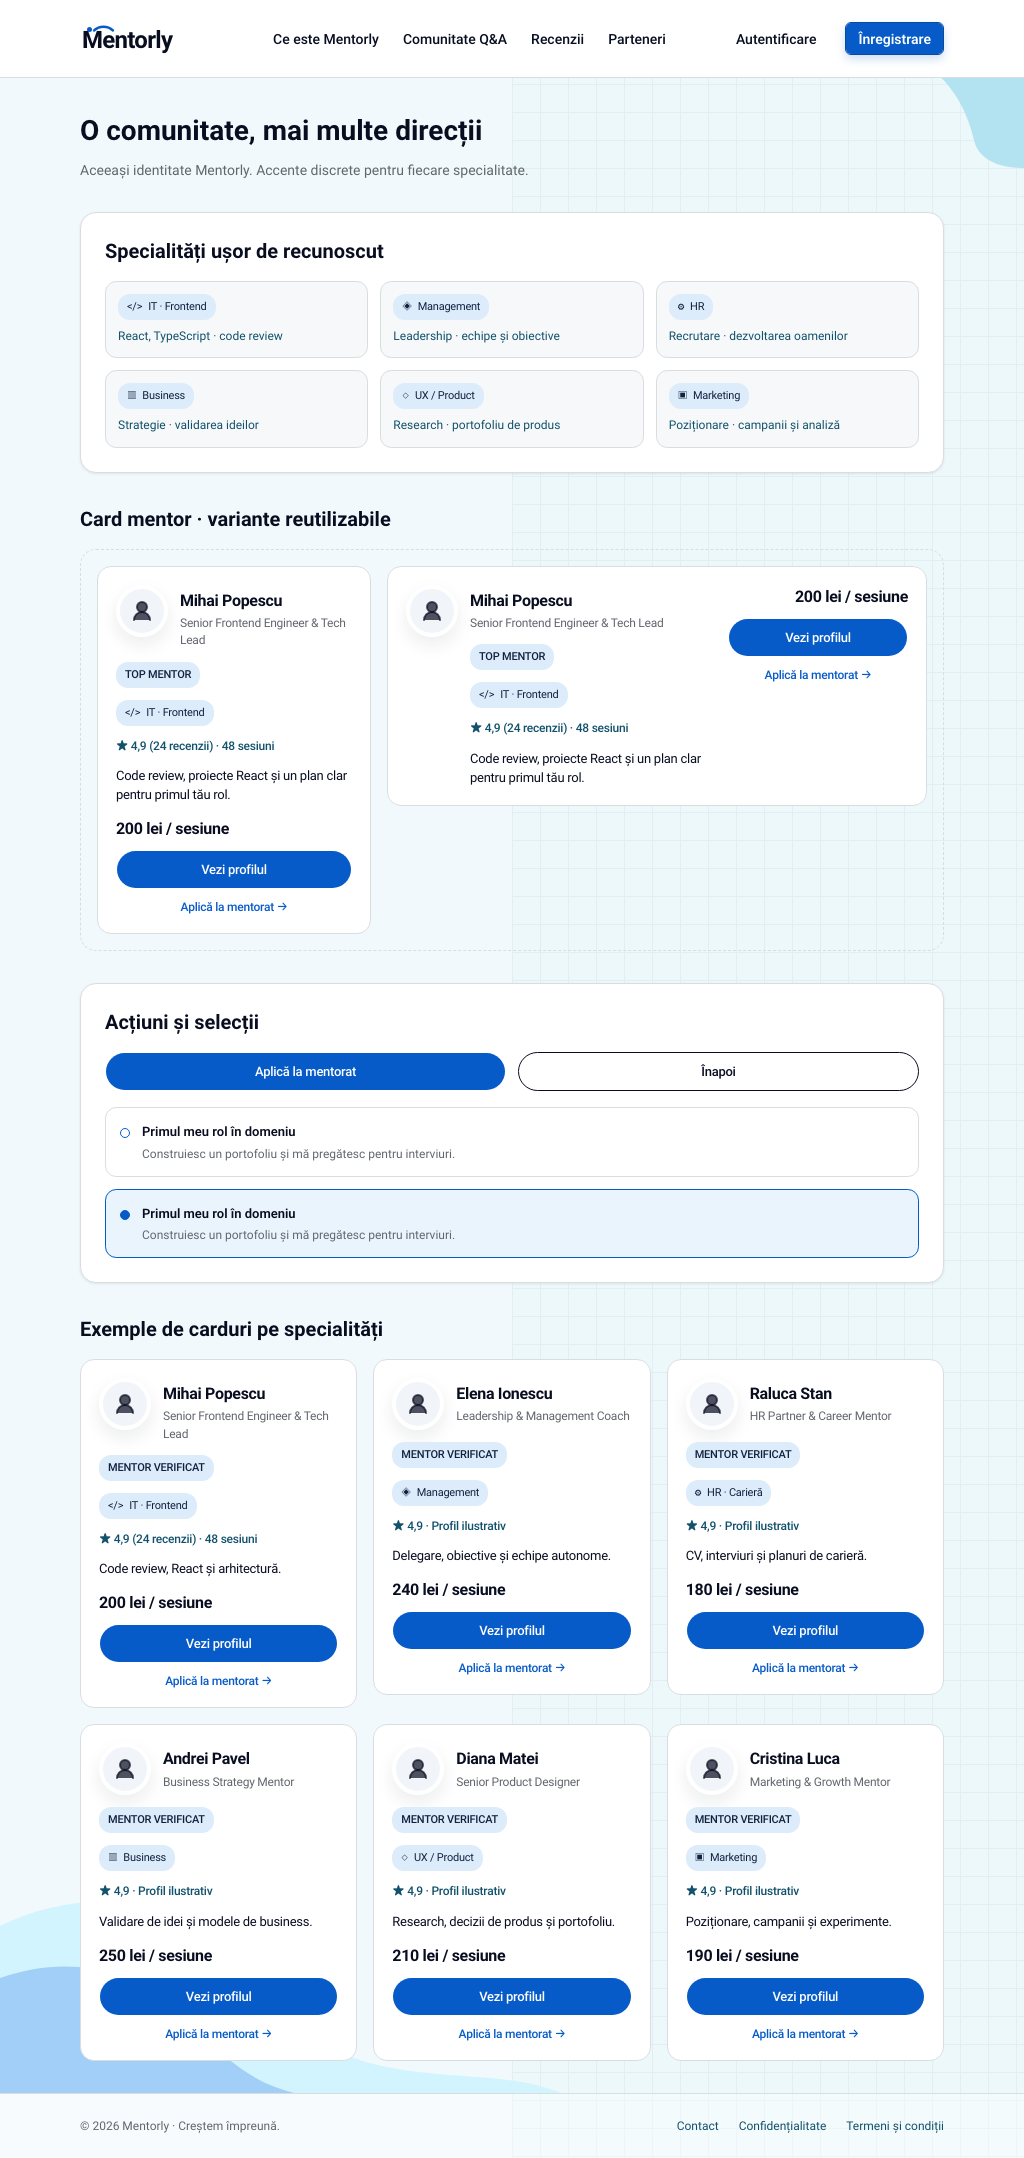 Mentorly
Ce este Mentorly
Comunitate Q&A
Recenzii
Parteneri
Autentificare
Înregistrare
O comunitate, mai multe direcții
Aceeași identitate Mentorly. Accente discrete pentru fiecare specialitate.
Specialități ușor de recunoscut
</> IT · Frontend
React, TypeScript · code review
Management
Leadership · echipe și obiective
HR
Recrutare · dezvoltarea oamenilor
Business
Strategie · validarea ideilor
UX / Product
Research · portofoliu de produs
Marketing
Poziționare · campanii și analiză
Card mentor · variante reutilizabile
Mihai Popescu
Senior Frontend Engineer & Tech
Lead
TOP MENTOR
</> IT · Frontend
★ 4,9 (24 recenzii) · 48 sesiuni
Code review, proiecte React și un plan clar
pentru primul tău rol.
200 lei / sesiune
Vezi profilul
Aplică la mentorat →
Mihai Popescu
Senior Frontend Engineer & Tech Lead
TOP MENTOR
</> IT · Frontend
★ 4,9 (24 recenzii) · 48 sesiuni
Code review, proiecte React și un plan clar
pentru primul tău rol.
200 lei / sesiune
Vezi profilul
Aplică la mentorat →
Acțiuni și selecții
Aplică la mentorat
Înapoi
Primul meu rol în domeniu
Construiesc un portofoliu și mă pregătesc pentru interviuri.
Primul meu rol în domeniu
Construiesc un portofoliu și mă pregătesc pentru interviuri.
Exemple de carduri pe specialități
Mihai Popescu
Senior Frontend Engineer & Tech
Lead
MENTOR VERIFICAT
</> IT · Frontend
★ 4,9 (24 recenzii) · 48 sesiuni
Code review, React și arhitectură.
200 lei / sesiune
Vezi profilul
Aplică la mentorat →
Elena Ionescu
Leadership & Management Coach
MENTOR VERIFICAT
Management
★ 4,9 · Profil ilustrativ
Delegare, obiective și echipe autonome.
240 lei / sesiune
Vezi profilul
Aplică la mentorat →
Raluca Stan
HR Partner & Career Mentor
MENTOR VERIFICAT
HR · Carieră
★ 4,9 · Profil ilustrativ
CV, interviuri și planuri de carieră.
180 lei / sesiune
Vezi profilul
Aplică la mentorat →
Andrei Pavel
Business Strategy Mentor
MENTOR VERIFICAT
Business
★ 4,9 · Profil ilustrativ
Validare de idei și modele de business.
250 lei / sesiune
Vezi profilul
Aplică la mentorat →
Diana Matei
Senior Product Designer
MENTOR VERIFICAT
UX / Product
★ 4,9 · Profil ilustrativ
Research, decizii de produs și portofoliu.
210 lei / sesiune
Vezi profilul
Aplică la mentorat →
Cristina Luca
Marketing & Growth Mentor
MENTOR VERIFICAT
Marketing
★ 4,9 · Profil ilustrativ
Poziționare, campanii și experimente.
190 lei / sesiune
Vezi profilul
Aplică la mentorat →
© 2026 Mentorly · Creștem împreună.
Contact
Confidențialitate
Termeni și condiții